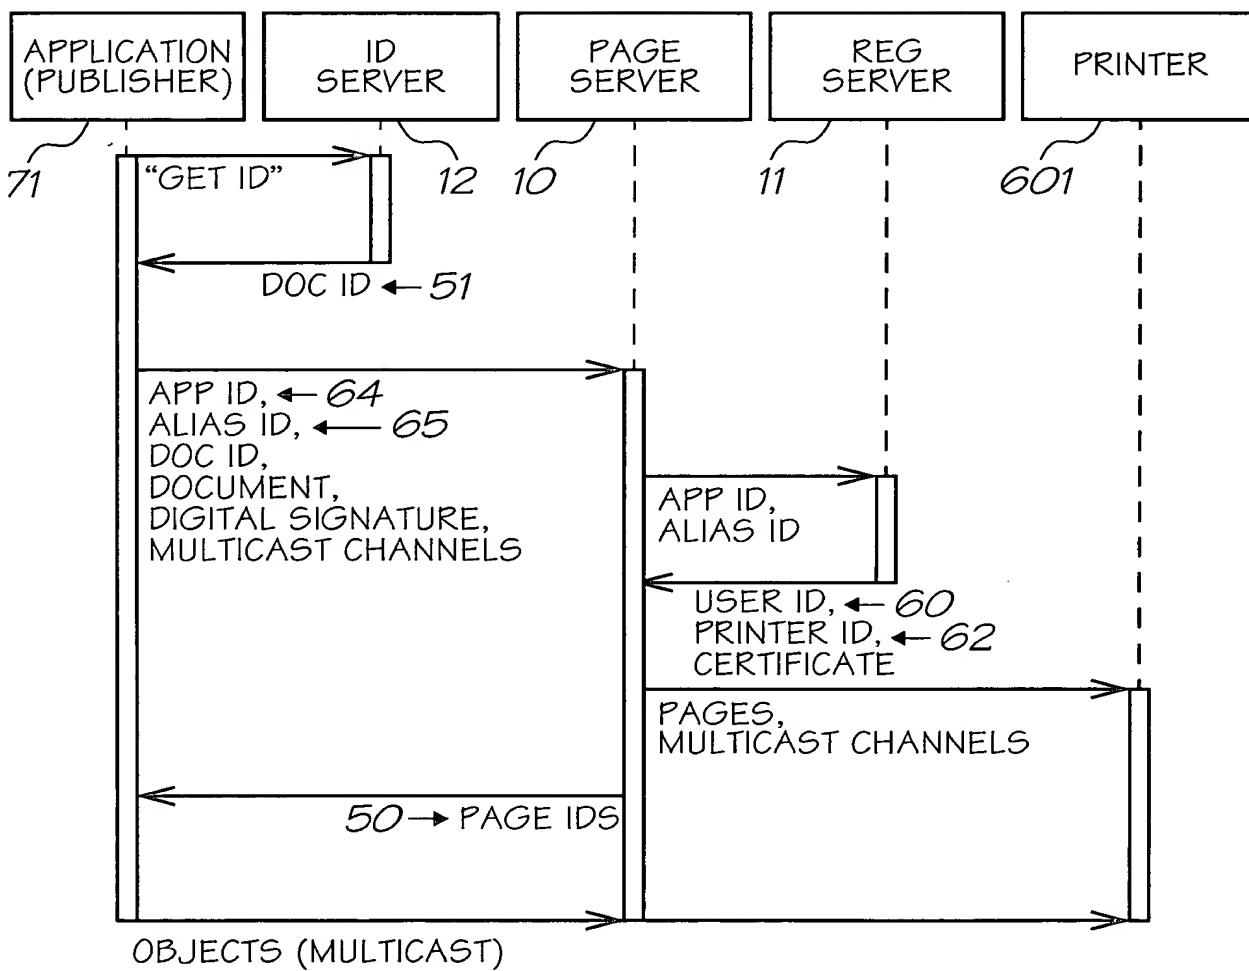 APPLICATION
(PUBLISHER)
ID
SERVER
PAGE
SERVER
REG
SERVER
PRINTER
71
12
10
11
601
"GET ID"
DOC ID ← 51
APP ID, ← 64
ALIAS ID, ← 65
DOC ID,
DOCUMENT,
DIGITAL SIGNATURE,
MULTICAST CHANNELS
APP ID,
ALIAS ID
USER ID, ← 60
PRINTER ID, ← 62
CERTIFICATE
PAGES,
MULTICAST CHANNELS
50 → PAGE IDS
OBJECTS (MULTICAST)